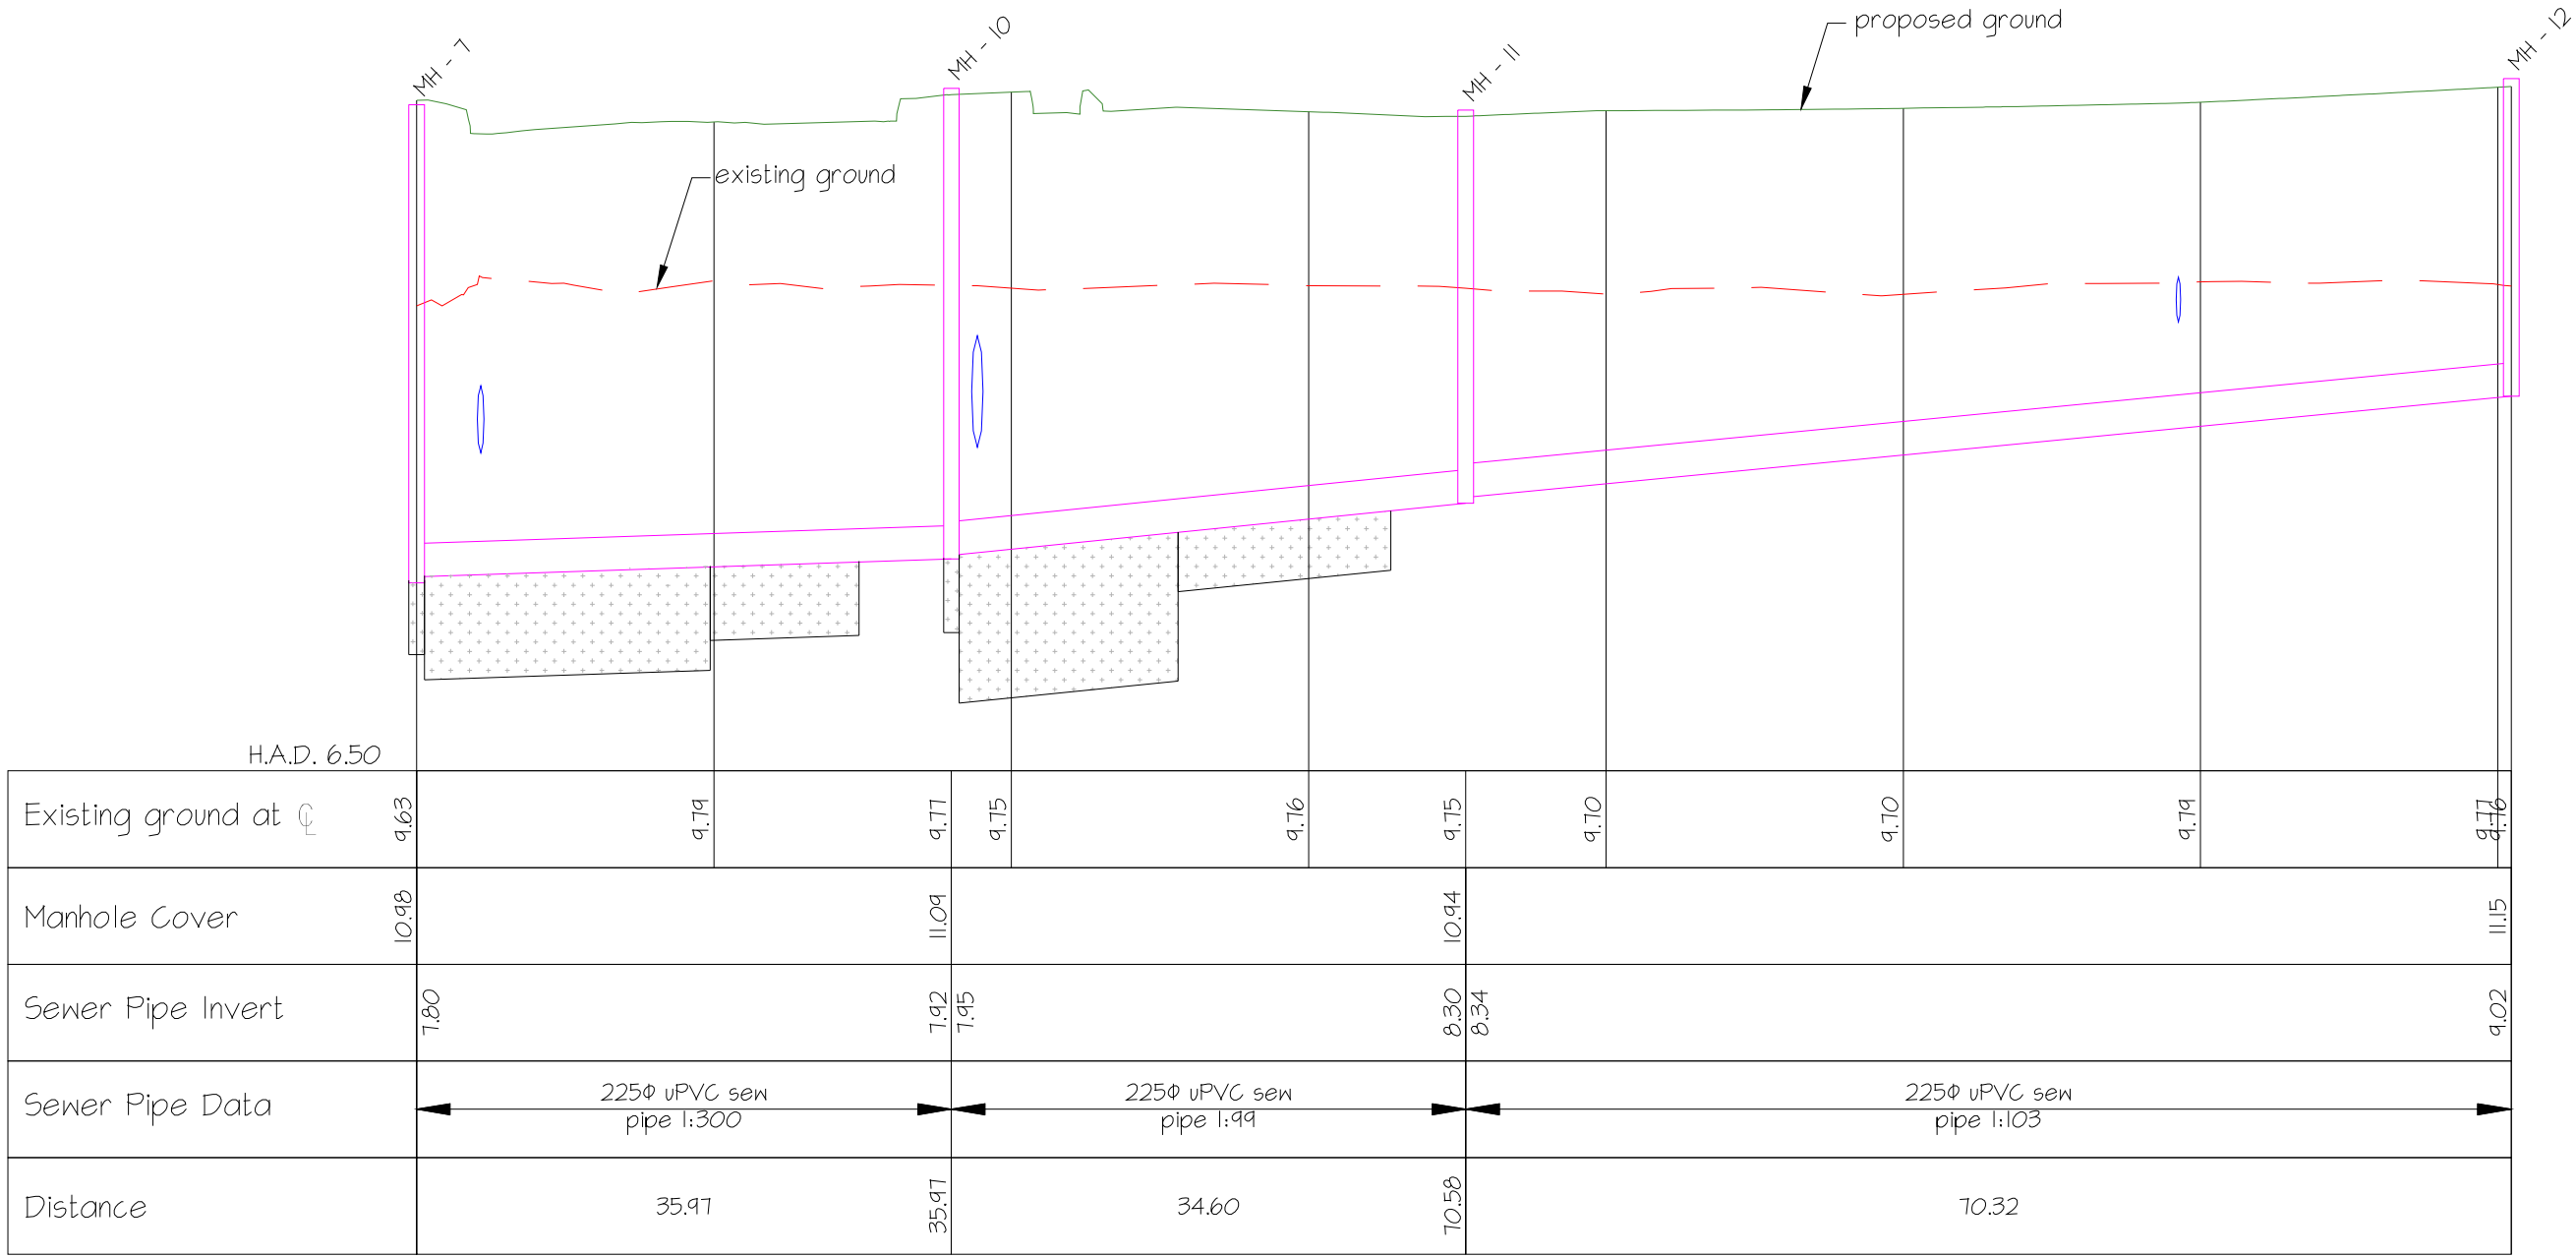 MH - 7
MH - 10
MH - 11
MH - 12
proposed ground
existing ground
H.A.D. 6.50
Existing ground at ℄
9.63
9.79
9.77
9.75
9.76
9.75
9.70
9.70
9.79
9.77
9.76
Manhole Cover
10.98
11.09
10.94
11.15
Sewer Pipe Invert
7.80
7.92
7.95
8.30
8.34
9.02
Sewer Pipe Data
225Φ uPVC sew
pipe 1:300
225Φ uPVC sew
pipe 1:99
225Φ uPVC sew
pipe 1:103
Distance
35.97
35.97
34.60
70.58
70.32